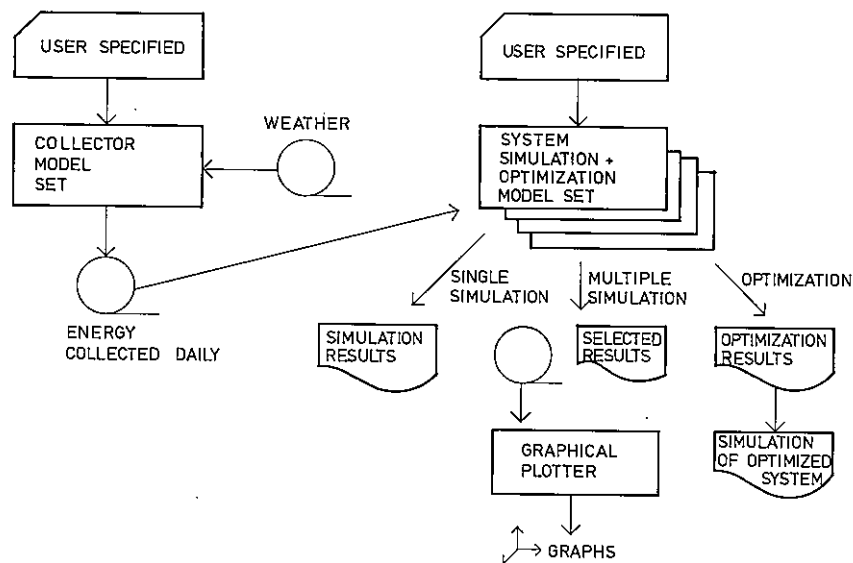 USER SPECIFIED
COLLECTOR
MODEL
SET
WEATHER
ENERGY
COLLECTED DAILY
USER SPECIFIED
SYSTEM
SIMULATION +
OPTIMIZATION
MODEL SET
SINGLE
SIMULATION
MULTIPLE
SIMULATION
OPTIMIZATION
SIMULATION
RESULTS
SELECTED
RESULTS
OPTIMIZATION
RESULTS
GRAPHICAL
PLOTTER
SIMULATION
OF OPTIMIZED
SYSTEM
GRAPHS